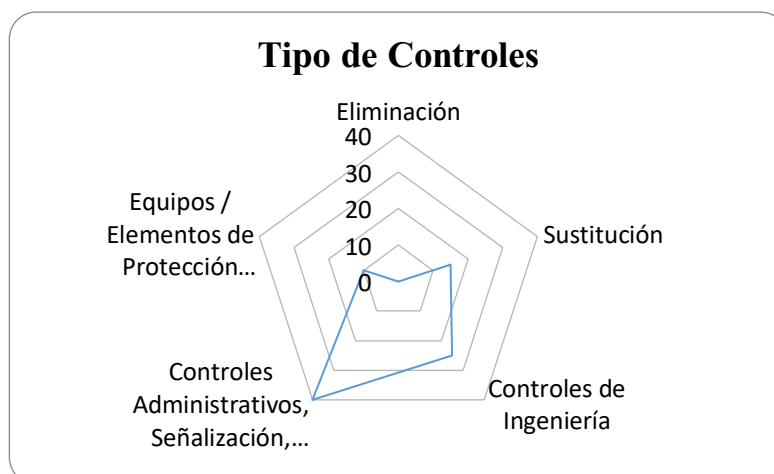 Tipo de Controles
Eliminación
40
30
20
10
0
Sustitución
Controles de
Ingeniería
Controles
Administrativos,
Señalización,...
Equipos /
Elementos de
Protección...